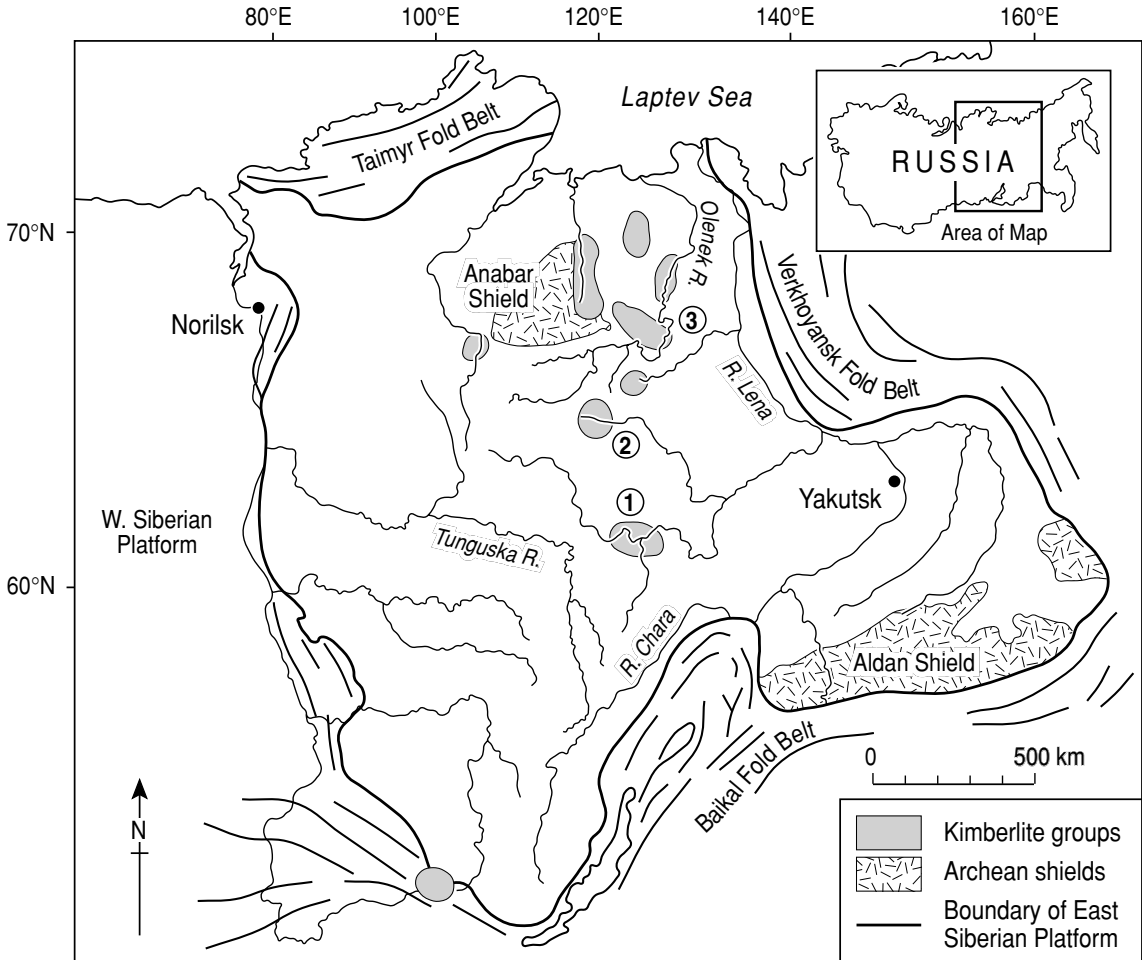 80°E
100°E
120°E
140°E
160°E
Laptev Sea
Taimyr Fold Belt
RUSSIA
Area of Map
70°N
Olenek R.
Anabar
Shield
Verkhoyansk Fold Belt
Norilsk
3
R. Lena
2
Yakutsk
1
W. Siberian
Platform
Tunguska R.
60°N
R. Chara
Aldan Shield
Baikal Fold Belt
0 500 km
N
Kimberlite groups
Archean shields
Boundary of East
Siberian Platform